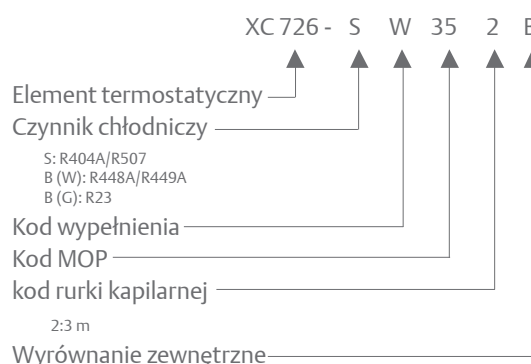 XC 726 - S W 35 2
Element termostatyczny
Czynnik chłodniczy
S: R404A/R507
B (W): R448A/R449A
B (G): R23
Kod wypełnienia
Kod MOP
kod rurki kapilarnej
2:3 m
Wyrównanie zewnętrzne